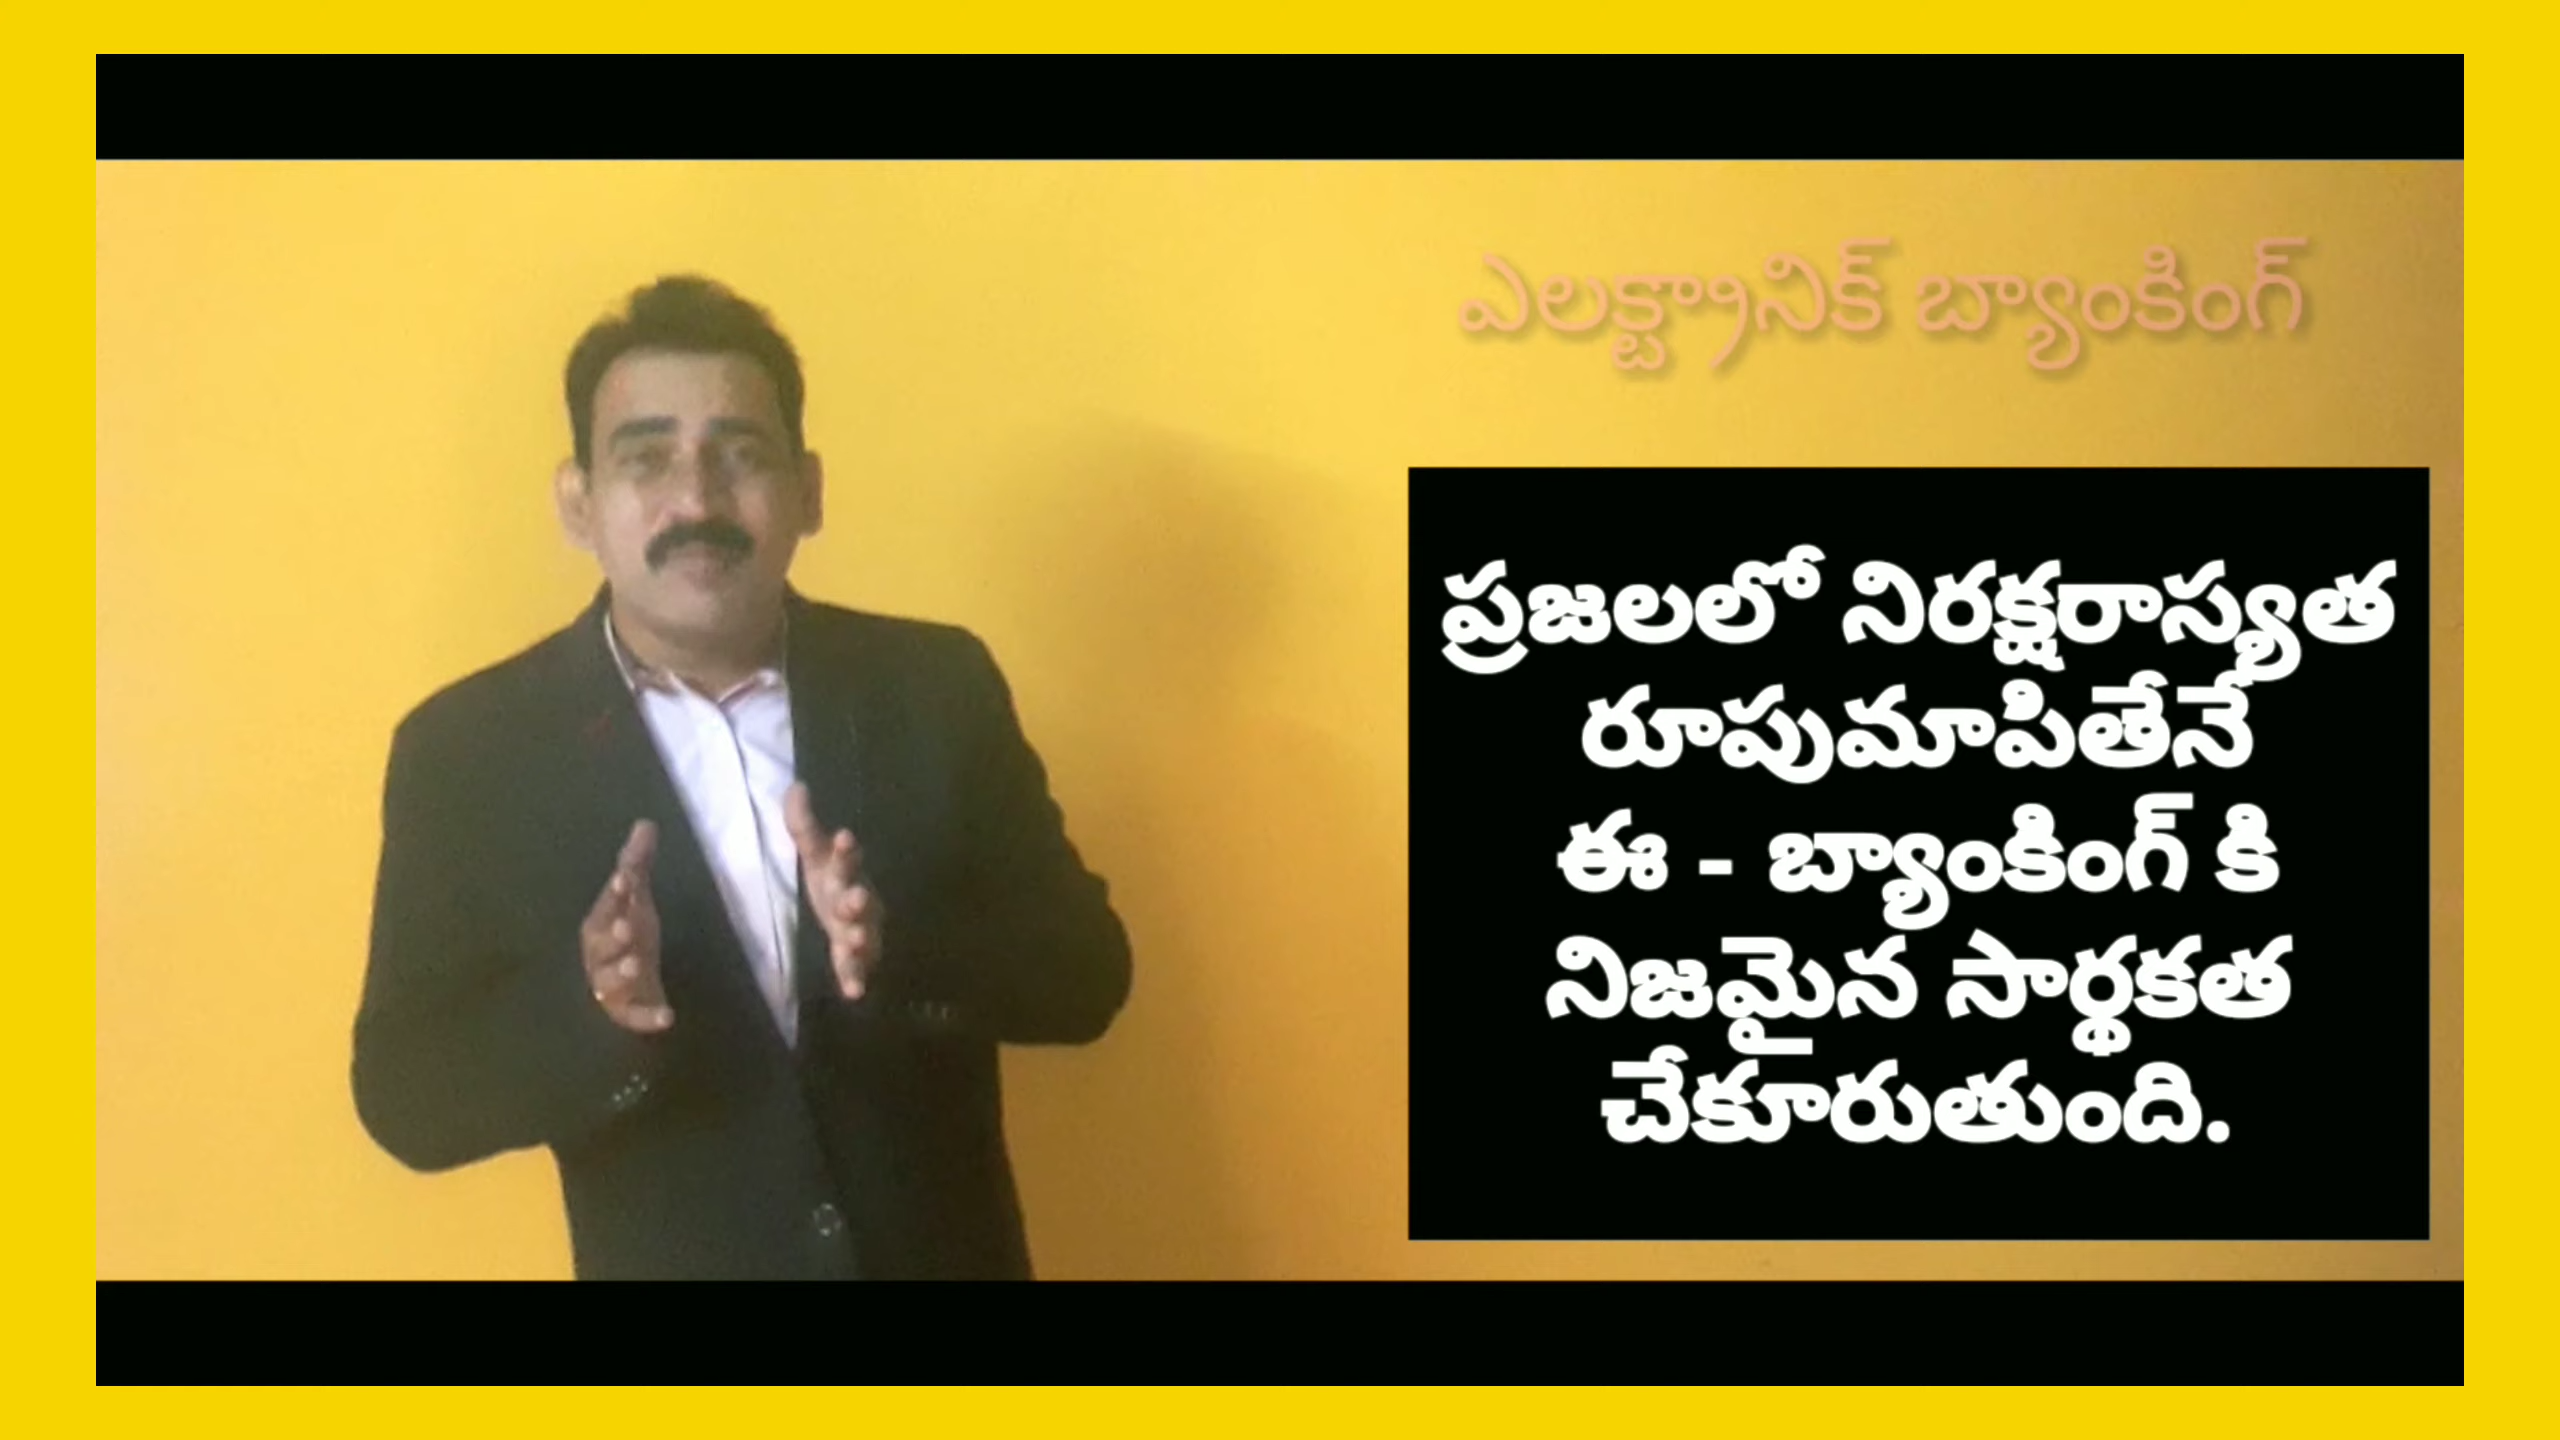 ఎలక్ట్రానిక్ బ్యాంకింగ్
ప్రజలలో నిరక్షరాస్యత
రూపుమాపితేనే
ఈ - బ్యాంకింగ్ కి
నిజమైన సార్థకత
చేకూరుతుంది.